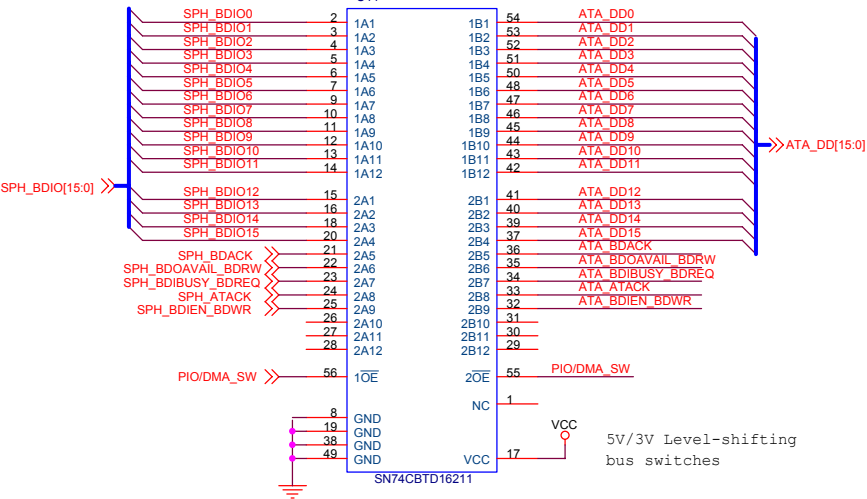 SPH_BDIO0 2 1A1 1B1 54 ATA_DD0
SPH_BDIO1 3 1A2 1B2 53 ATA_DD1
SPH_BDIO2 4 1A3 1B3 52 ATA_DD2
SPH_BDIO3 5 1A4 1B4 51 ATA_DD3
SPH_BDIO4 6 1A5 1B5 50 ATA_DD4
SPH_BDIO5 7 1A6 1B6 48 ATA_DD5
SPH_BDIO6 9 1A7 1B7 47 ATA_DD6
SPH_BDIO7 10 1A8 1B8 46 ATA_DD7
SPH_BDIO8 11 1A9 1B9 45 ATA_DD8
SPH_BDIO9 12 1A10 1B10 44 ATA_DD9
SPH_BDIO10 13 1A11 1B11 43 ATA_DD10
SPH_BDIO11 14 1A12 1B12 42 ATA_DD11
ATA_DD[15:0]
SPH_BDIO[15:0]
SPH_BDIO12 15 2A1 2B1 41 ATA_DD12
SPH_BDIO13 16 2A2 2B2 40 ATA_DD13
SPH_BDIO14 18 2A3 2B3 39 ATA_DD14
SPH_BDIO15 20 2A4 2B4 37 ATA_DD15
SPH_BDACK 21 2A5 2B5 36 ATA_BDACK
SPH_BDOAVAIL_BDRW 22 2A6 2B6 35 ATA_BDOAVAIL_BDRW
SPH_BDIBUSY_BDREQ 23 2A7 2B7 34 ATA_BDIBUSY_BDREQ
SPH_ATACK 24 2A8 2B8 33 ATA_ATACK
SPH_BDIEN_BDWR 25 2A9 2B9 32 ATA_BDIEN_BDWR
26 2A10 2B10 31
27 2A11 2B11 30
28 2A12 2B12 29
PIO/DMA_SW 56 1OE 2OE 55 PIO/DMA_SW
NC 1
8 GND
19 GND
38 GND
49 GND VCC 17
VCC
5V/3V Level-shifting
bus switches
SN74CBTD16211